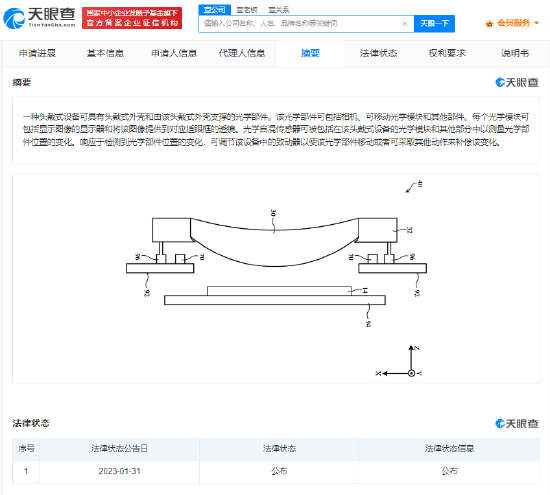 天眼查
TianYanCha.com
国家中小企业发展子基金旗下
官方备案企业征信机构
查公司 查老板 查关系
请输入公司名称、人名、品牌名称等关键词
天眼一下
会员服务
申请进展 基本信息 申请人信息 代理人信息 摘要 法律状态 权利要求 说明书
摘要
天眼查
一种头戴式设备可具有头戴式外壳和由该头戴式外壳支撑的光学部件。该光学部件可包括相机、可移动光学模块和其他部件。每个光学模块可
包括显示图像的显示器和将该图像提供到对应适眼框的透镜。光学自混传感器可被包括在该头戴式设备的光学模块和其他部分中以测量光学部
件位置的变化。响应于检测到光学部件位置的变化，可调节该设备中的致动器以使该光学部件移动或者可采取其他动作来补偿该变化。
40
30
32
96 70 70 96
92 92
14
94
Z
X Y
法律状态
天眼查
序号 法律状态公告日 法律状态 法律状态信息
1 2023-01-31 公布 公布